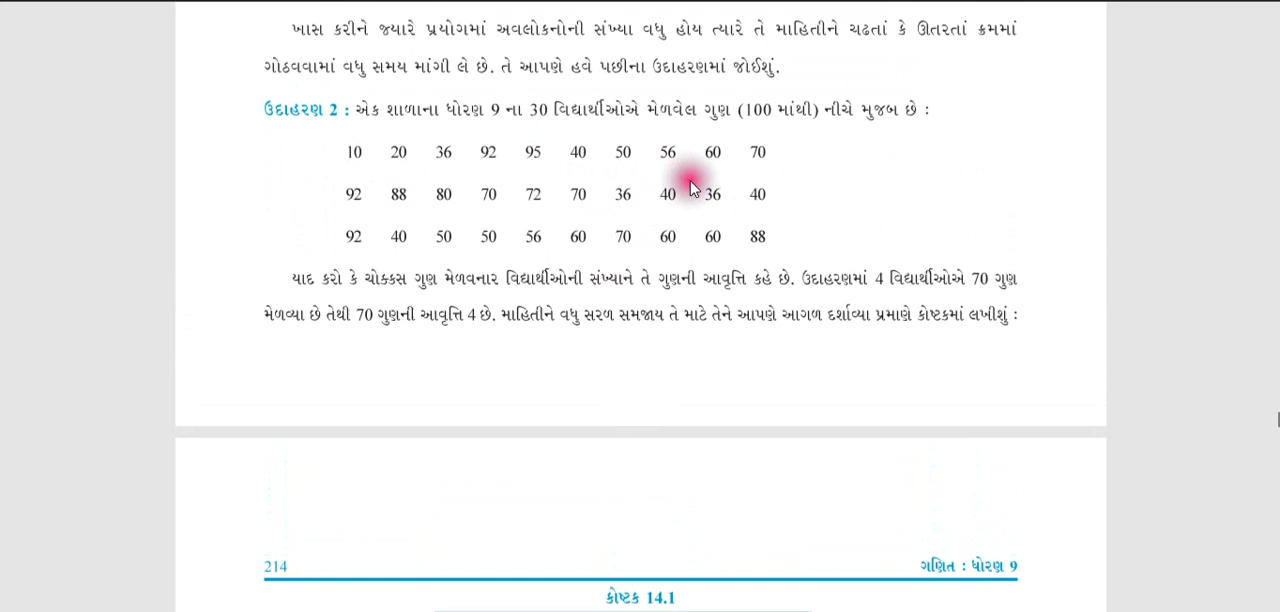 ખાસ કરીને જ્યારે પ્રયોગમાં અવલોકનોની સંખ્યા વધુ હોય ત્યારે તે માહિતીને ચઢતાં કે ઊતરતાં ક્રમમાં
ગોઠવવામાં વધુ સમય માંગી લે છે. તે આપણે હવે પછીના ઉદાહરણમાં જોઈશું.
ઉદાહરણ 2 : એક શાળાના ધોરણ 9 ના 30 વિદ્યાર્થીઓએ મેળવેલ ગુણ (100 માંથી) નીચે મુજબ છે :
10 20 36 92 95 40 50 56 60 70
92 88 80 70 72 70 36 40 36 40
92 40 50 50 56 60 70 60 60 88
યાદ કરો કે ચોક્કસ ગુણ મેળવનાર વિદ્યાર્થીઓની સંખ્યાને તે ગુણની આવૃત્તિ કહે છે. ઉદાહરણમાં 4 વિદ્યાર્થીઓએ 70 ગુણ
મેળવ્યા છે તેથી 70 ગુણની આવૃત્તિ 4 છે. માહિતીને વધુ સરળ સમજાય તે માટે તેને આપણે આગળ દર્શાવ્યા પ્રમાણે કોષ્ટકમાં લખીશું :
214 ગણિત : ધોરણ 9
કોષ્ટક 14.1